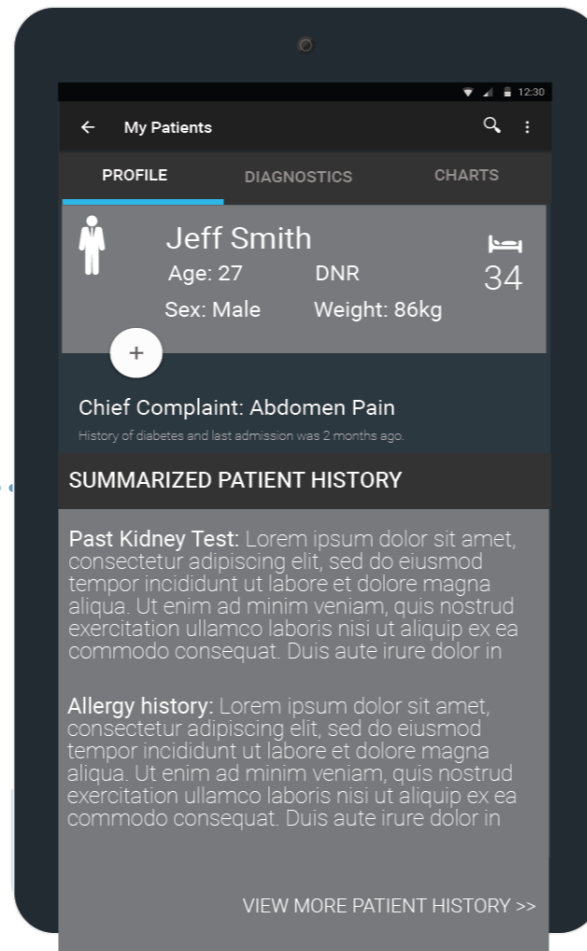 12:30
My Patients
PROFILE DIAGNOSTICS CHARTS
Jeff Smith
Age: 27 DNR 34
Sex: Male Weight: 86kg
+
Chief Complaint: Abdomen Pain
History of diabetes and last admission was 2 months ago.
SUMMARIZED PATIENT HISTORY
Past Kidney Test: Lorem ipsum dolor sit amet,
consectetur adipiscing elit, sed do eiusmod
tempor incididunt ut labore et dolore magna
aliqua. Ut enim ad minim veniam, quis nostrud
exercitation ullamco laboris nisi ut aliquip ex ea
commodo consequat. Duis aute irure dolor in
Allergy history: Lorem ipsum dolor sit amet,
consectetur adipiscing elit, sed do eiusmod
tempor incididunt ut labore et dolore magna
aliqua. Ut enim ad minim veniam, quis nostrud
exercitation ullamco laboris nisi ut aliquip ex ea
commodo consequat. Duis aute irure dolor in
VIEW MORE PATIENT HISTORY >>